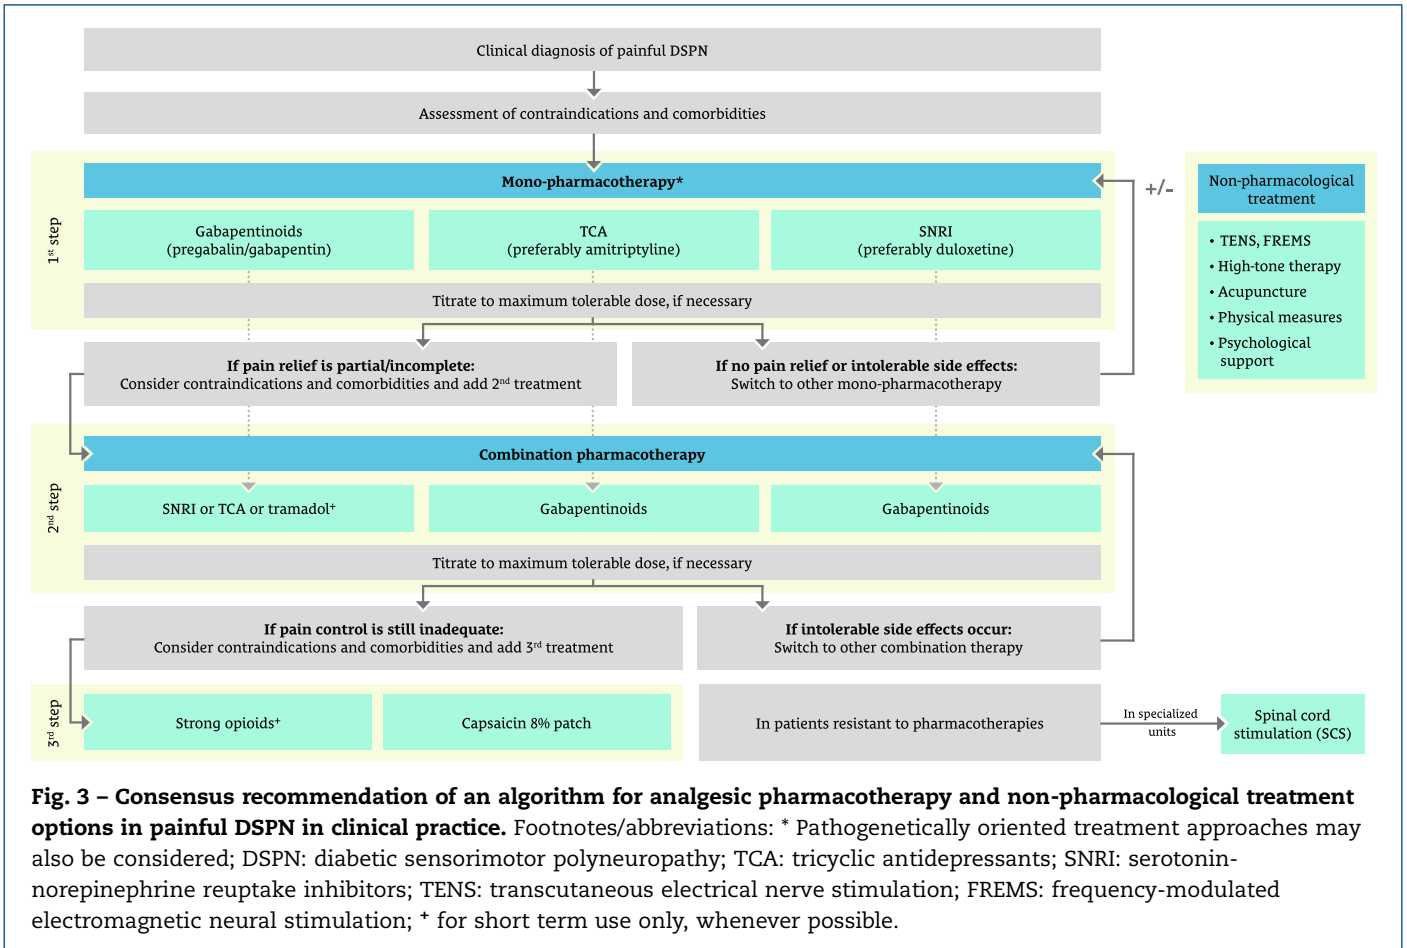 Clinical diagnosis of painful DSPN
Assessment of contraindications and comorbidities
1st step
Mono-pharmacotherapy*
Gabapentinoids
(pregabalin/gabapentin)
TCA
(preferably amitriptyline)
SNRI
(preferably duloxetine)
Titrate to maximum tolerable dose, if necessary
+/-
Non-pharmacological
treatment
• TENS, FREMS
• High-tone therapy
• Acupuncture
• Physical measures
• Psychological
support
If pain relief is partial/incomplete:
Consider contraindications and comorbidities and add 2nd treatment
If no pain relief or intolerable side effects:
Switch to other mono-pharmacotherapy
2nd step
Combination pharmacotherapy
SNRI or TCA or tramadol+
Gabapentinoids
Gabapentinoids
Titrate to maximum tolerable dose, if necessary
If pain control is still inadequate:
Consider contraindications and comorbidities and add 3rd treatment
If intolerable side effects occur:
Switch to other combination therapy
3rd step
Strong opioids+
Capsaicin 8% patch
In patients resistant to pharmacotherapies
In specialized
units
Spinal cord
stimulation (SCS)
Fig. 3 – Consensus recommendation of an algorithm for analgesic pharmacotherapy and non-pharmacological treatment
options in painful DSPN in clinical practice. Footnotes/abbreviations: * Pathogenetically oriented treatment approaches may
also be considered; DSPN: diabetic sensorimotor polyneuropathy; TCA: tricyclic antidepressants; SNRI: serotonin-
norepinephrine reuptake inhibitors; TENS: transcutaneous electrical nerve stimulation; FREMS: frequency-modulated
electromagnetic neural stimulation; + for short term use only, whenever possible.